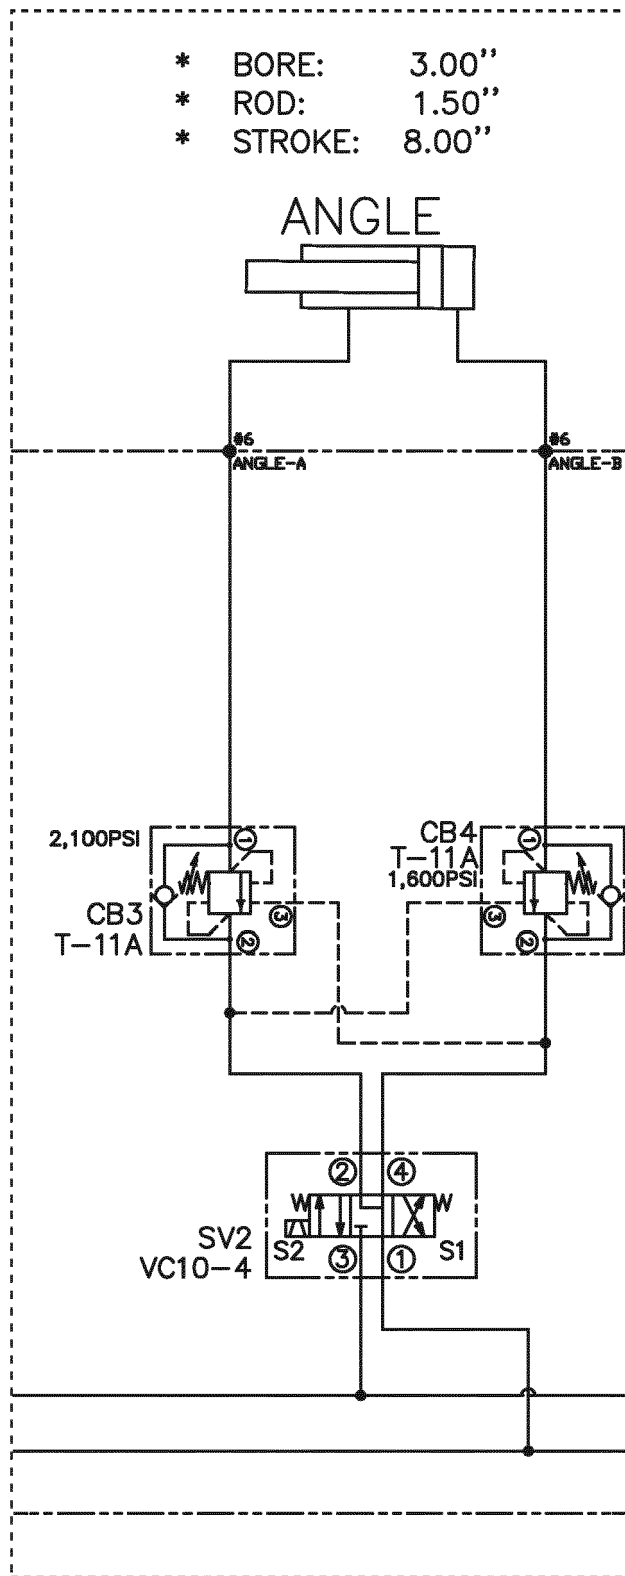 * BORE: 3.00''
* ROD: 1.50''
* STROKE: 8.00''
ANGLE
#6
ANGLE-A
#6
ANGLE-B
2,100PSI
1
CB3
T-11A
3
2
CB4
T-11A
1,600PSI
1
3
2
2
4
SV2
VC10-4
S2
3
1
S1